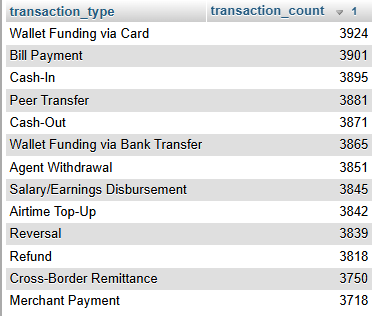 transaction_type transaction_count 1
Wallet Funding via Card 3924
Bill Payment 3901
Cash-In 3895
Peer Transfer 3881
Cash-Out 3871
Wallet Funding via Bank Transfer 3865
Agent Withdrawal 3851
Salary/Earnings Disbursement 3845
Airtime Top-Up 3842
Reversal 3839
Refund 3818
Cross-Border Remittance 3750
Merchant Payment 3718